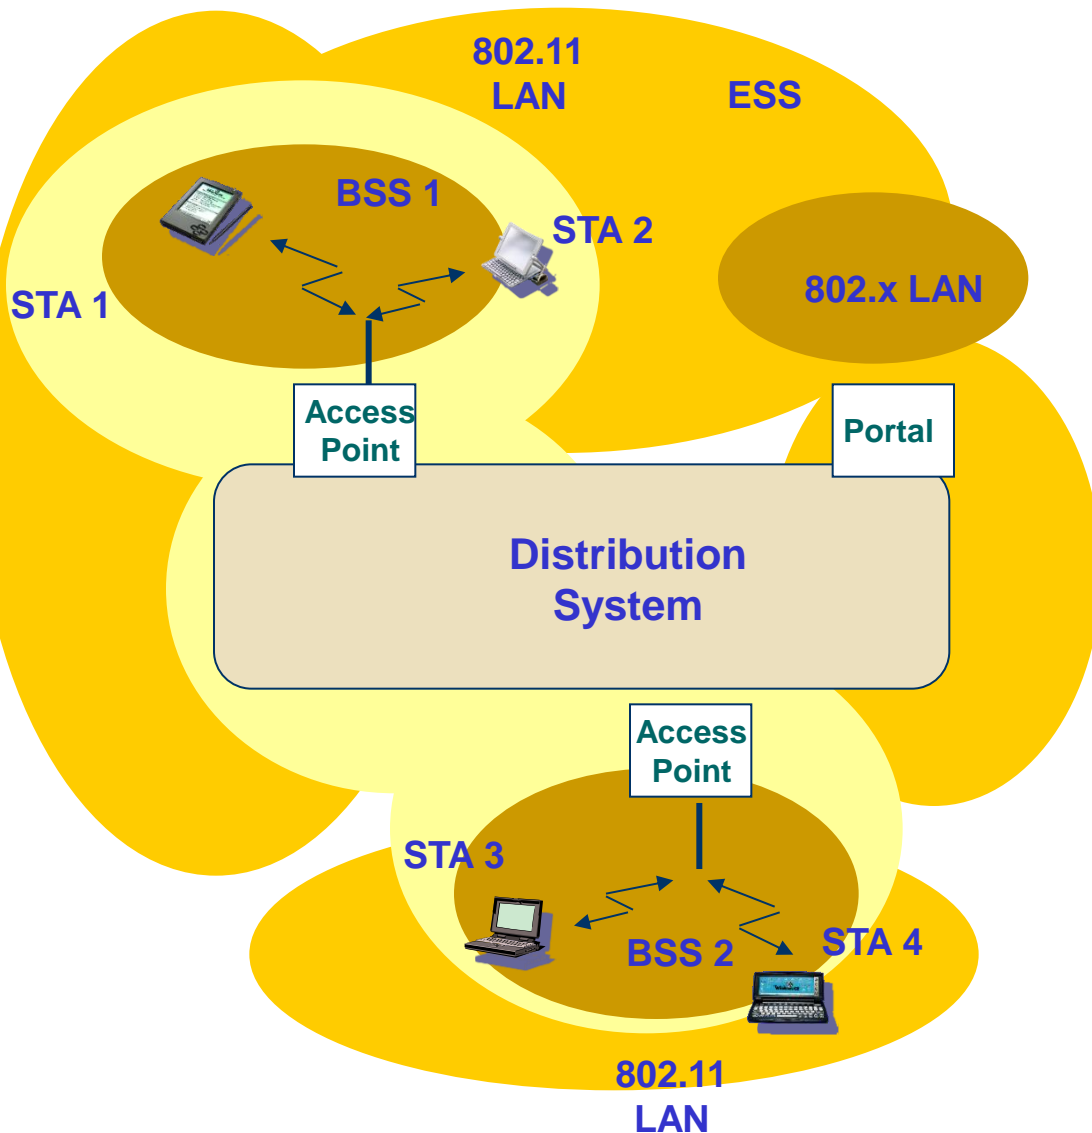 802.11
LAN
ESS
BSS 1
STA 2
STA 1
802.x LAN
Access
Point
Portal
Distribution
System
Access
Point
STA 3
BSS 2
STA 4
802.11
LAN